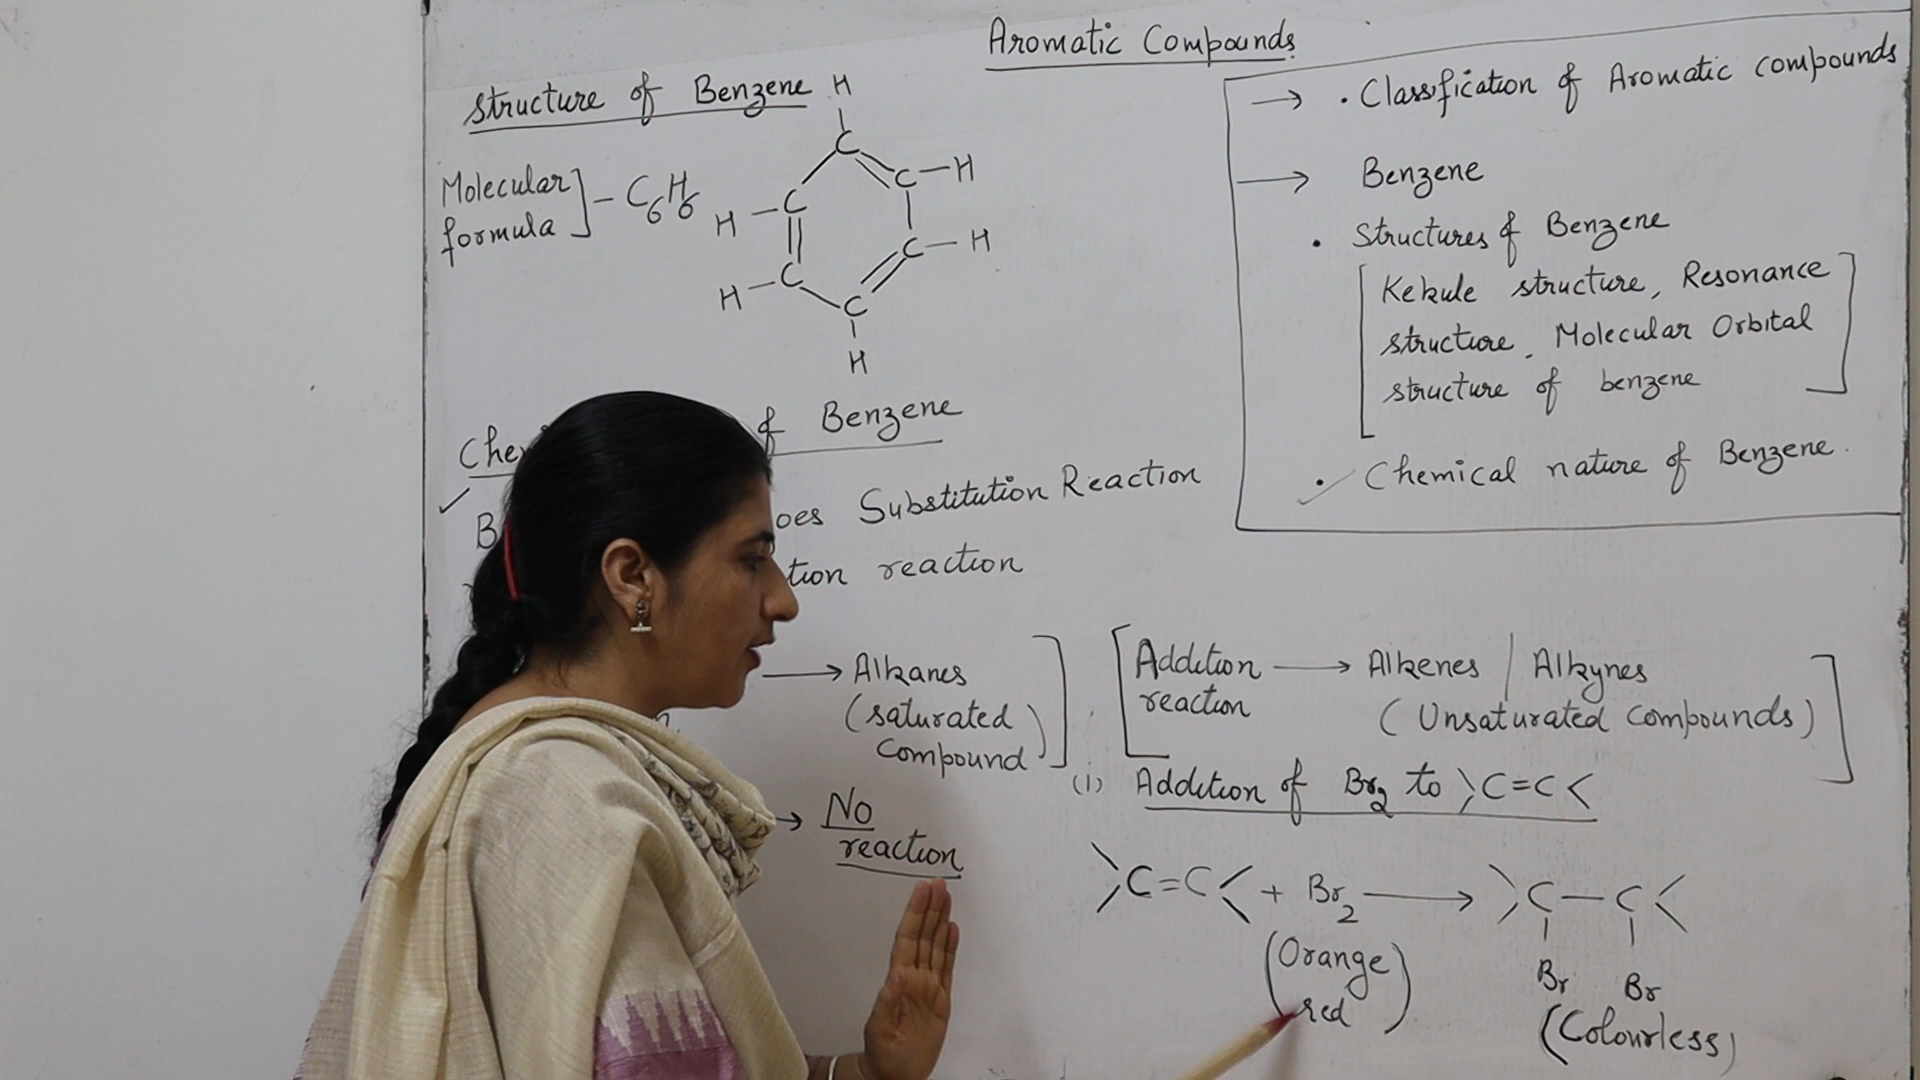 Aromatic Compounds
Structure of Benzene
Molecular
formula
- C6H6
H
C
C-H
H-C
C-H
H-C
C
H
of Benzene
oes Substitution Reaction
tion reaction
→ Alkanes
(saturated
compound)
→ No
reaction
→ . Classification of Aromatic compounds
→ Benzene
. Structures of Benzene
[Kekule structure, Resonance
structure, Molecular Orbital
structure of benzene]
. Chemical nature of Benzene.
[Addition → Alkenes / Alkynes
reaction (Unsaturated Compounds)]
(i) Addition of Br2 to >C=C<
>C=C< + Br2 → >C-C<
Br Br
(Orange
red)
(Colourless)